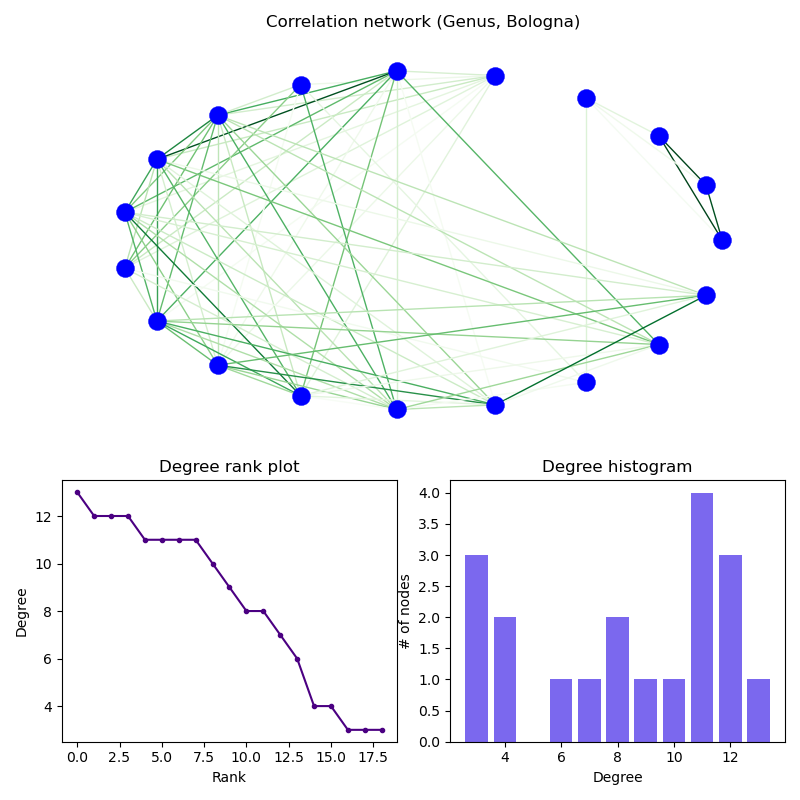 Correlation network (Genus, Bologna)
Degree rank plot
Degree
12
10
8
6
4
0.0 2.5 5.0 7.5 10.0 12.5 15.0 17.5
Rank
Degree histogram
# of nodes
4.0
3.5
3.0
2.5
2.0
1.5
1.0
0.5
0.0
4 6 8 10 12
Degree